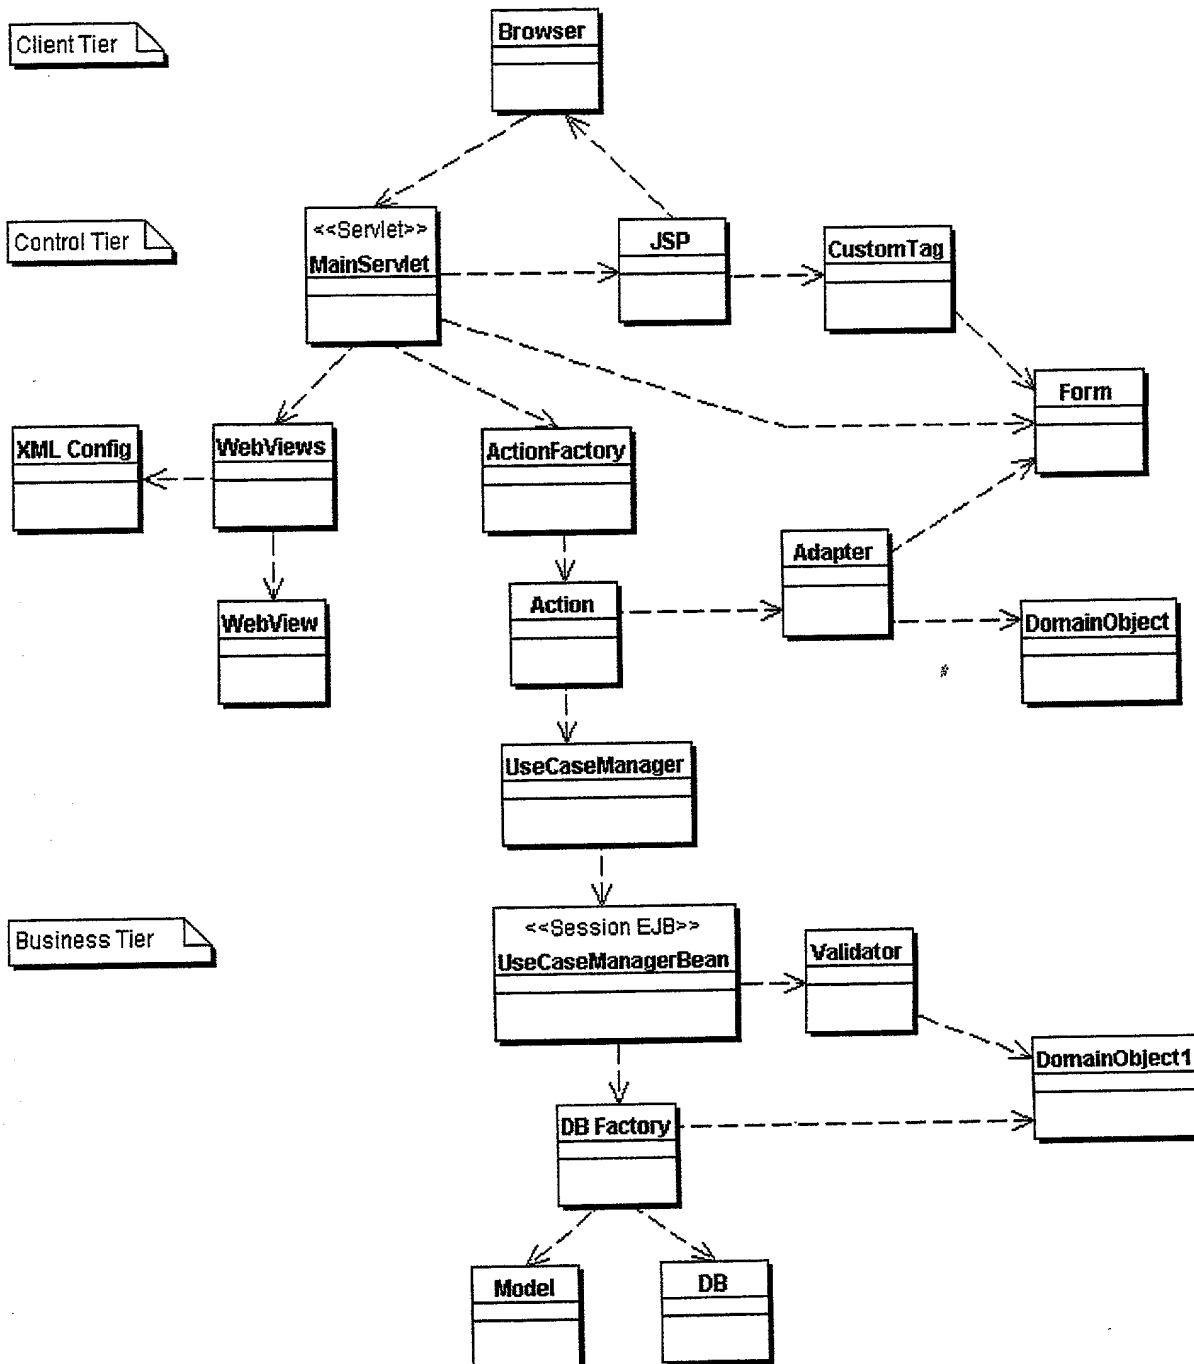 Client Tier
Browser
Control Tier
<<Servlet>>
MainServlet
JSP
CustomTag
Form
XML Config
WebViews
ActionFactory
Adapter
WebView
Action
DomainObject
UseCaseManager
Business Tier
<<Session EJB>>
UseCaseManagerBean
Validator
DomainObject1
DB Factory
Model
DB